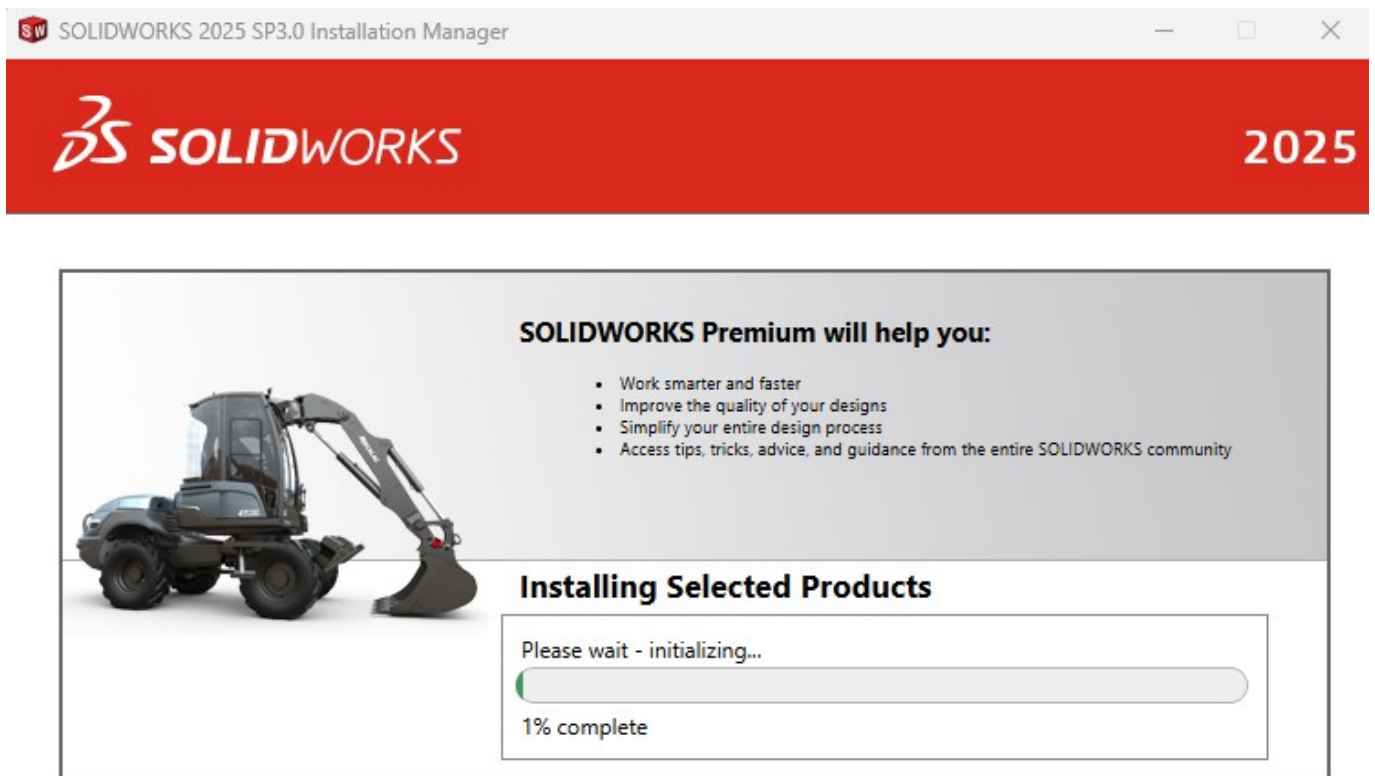 SOLIDWORKS 2025 SP3.0 Installation Manager
SOLIDWORKS
2025
SOLIDWORKS Premium will help you:
• Work smarter and faster
• Improve the quality of your designs
• Simplify your entire design process
• Access tips, tricks, advice, and guidance from the entire SOLIDWORKS community
Installing Selected Products
Please wait - initializing...
1% complete